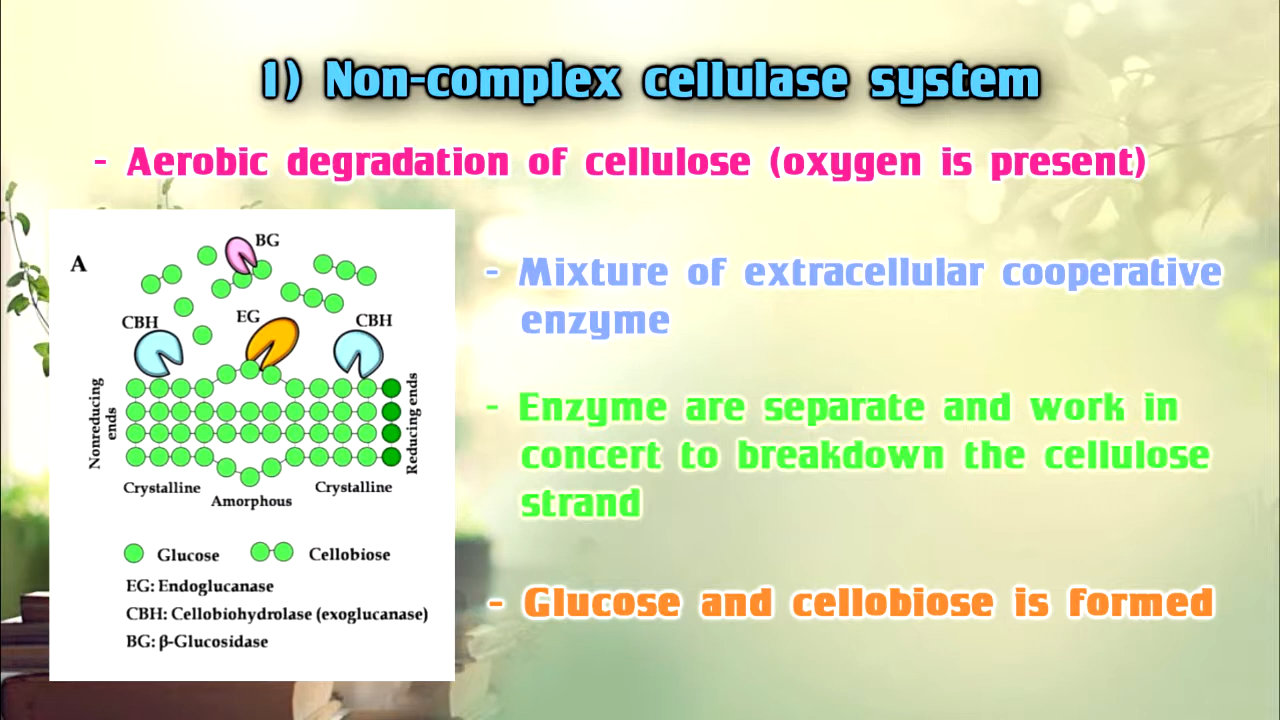 1) Non-complex cellulase system
- Aerobic degradation of cellulose (oxygen is present)
A
BG
CBH
EG
CBH
Nonreducing
ends
Reducing ends
Crystalline
Amorphous
Crystalline
Glucose
Cellobiose
EG: Endoglucanase
CBH: Cellobiohydrolase (exoglucanase)
BG: β-Glucosidase
- Mixture of extracellular cooperative
enzyme
- Enzyme are separate and work in
concert to breakdown the cellulose
strand
- Glucose and cellobiose is formed